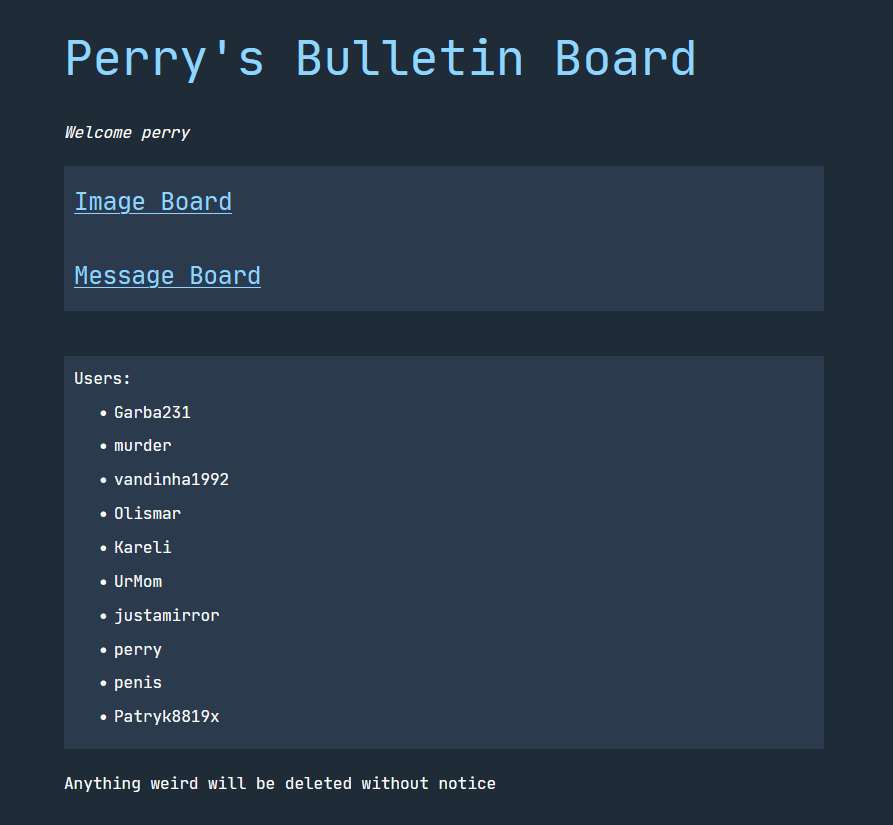 Perry's Bulletin Board
Welcome perry
Image Board
Message Board
Users:
• Garba231
• murder
• vandinha1992
• Olismar
• Kareli
• UrMom
• justamirror
• perry
• penis
• Patryk8819x
Anything weird will be deleted without notice